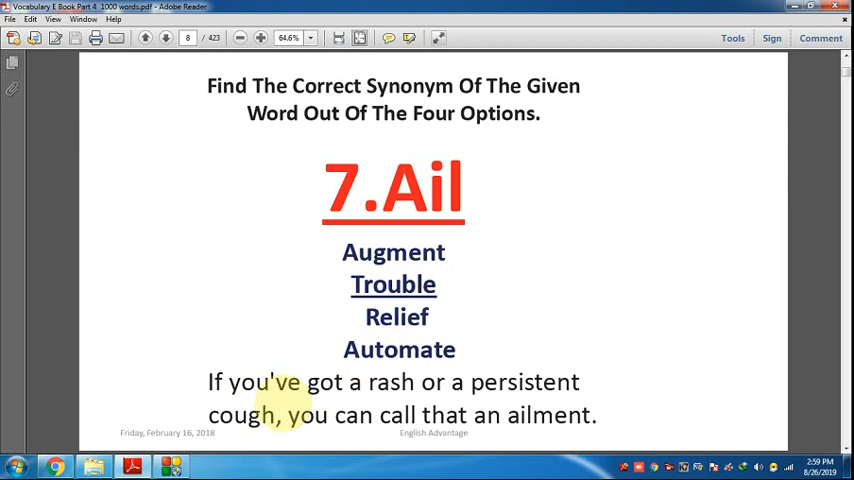 Vocabulary E Book Part 4 1000 words.pdf - Adobe Reader
File Edit View Window Help
8 / 423 64.6% Tools Sign Comment
Find The Correct Synonym Of The Given
Word Out Of The Four Options.
7.Ail
Augment
Trouble
Relief
Automate
If you've got a rash or a persistent
cough, you can call that an ailment.
Friday, February 16, 2018 English Advantage
2:59 PM
8/26/2019